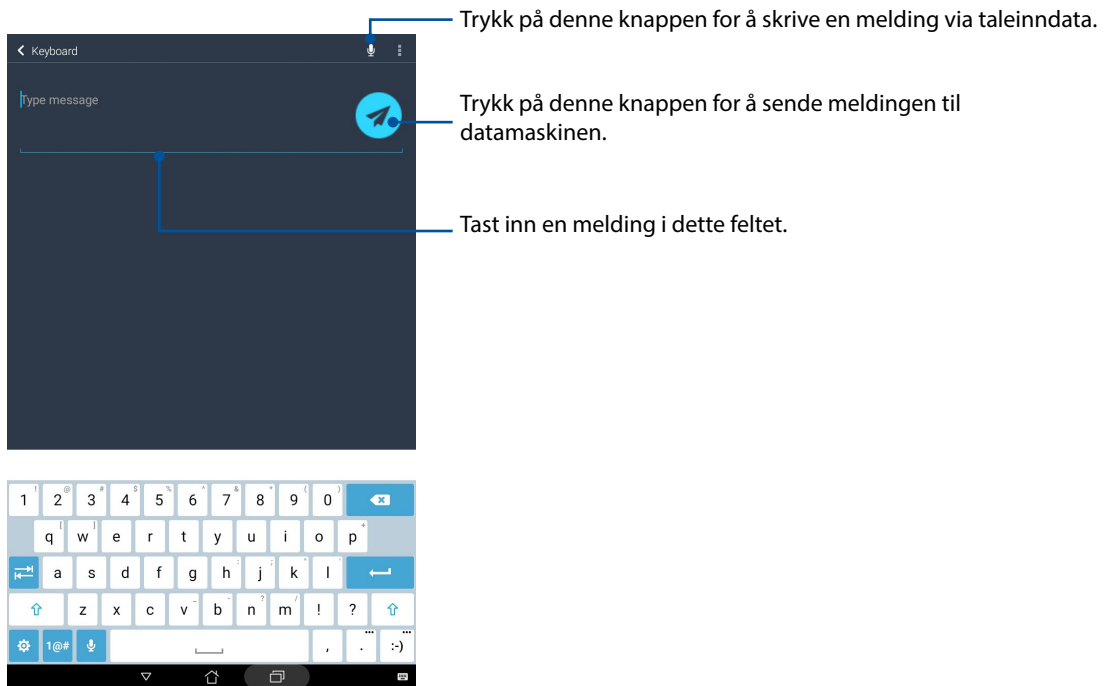 Trykk på denne knappen for å skrive en melding via taleinndata.
Keyboard
Type message
Trykk på denne knappen for å sende meldingen til
datamaskinen.
Tast inn en melding i dette feltet.
1 ! 2 @ 3 # 4 $ 5 % 6 ^ 7 & 8 * 9 ( 0 )
q [ w ] e r t y u i o p +
a s d f g h : j ; k " l '
z x c v - b - n ? m / ! ?
1@# , . ... :-) ...